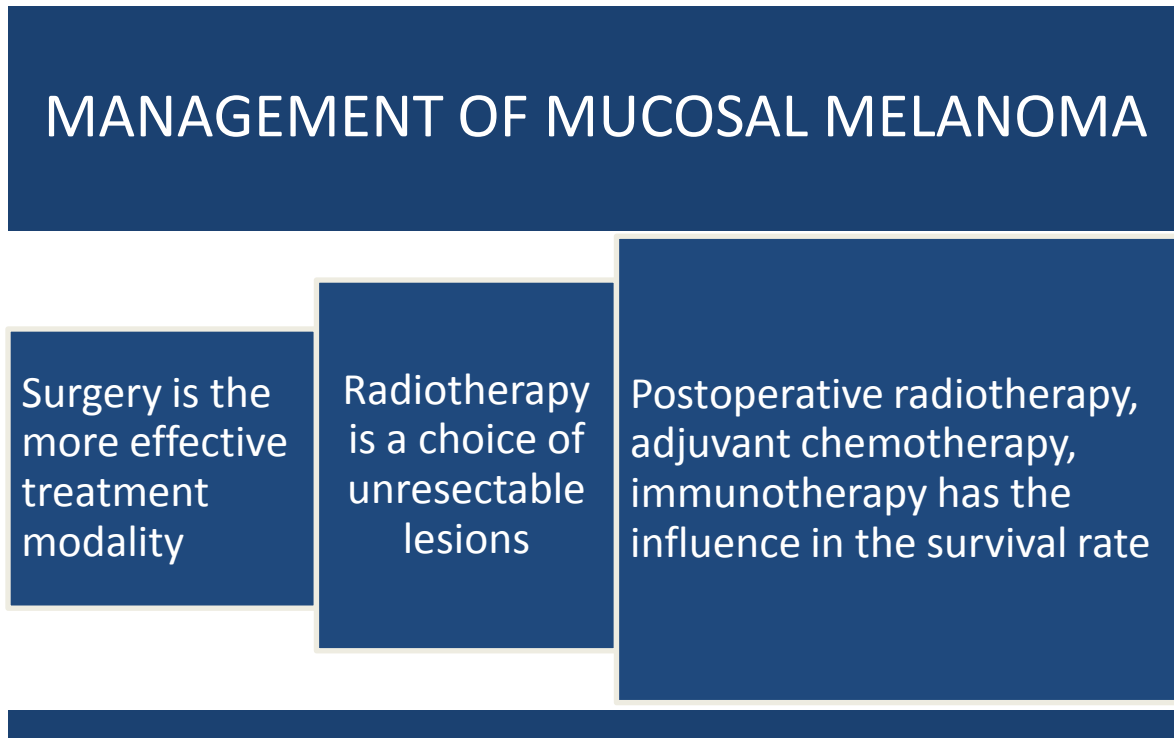 MANAGEMENT OF MUCOSAL MELANOMA
Surgery is the
more effective
treatment
modality
Radiotherapy
is a choice of
unresectable
lesions
Postoperative radiotherapy,
adjuvant chemotherapy,
immunotherapy has the
influence in the survival rate